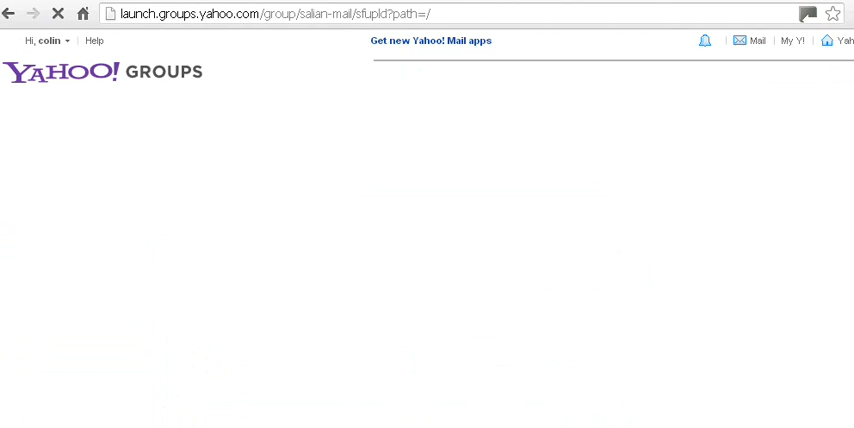 launch.groups.yahoo.com/group/salian-mail/sfupld?path=/
Hi, colin Help Get new Yahoo! Mail apps Mail My Y! Yah
YAHOO! GROUPS